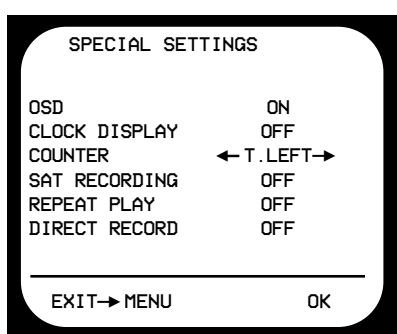 SPECIAL SETTINGS
OSD ON
CLOCK DISPLAY OFF
COUNTER ←T.LEFT→
SAT RECORDING OFF
REPEAT PLAY OFF
DIRECT RECORD OFF
EXIT→MENU OK